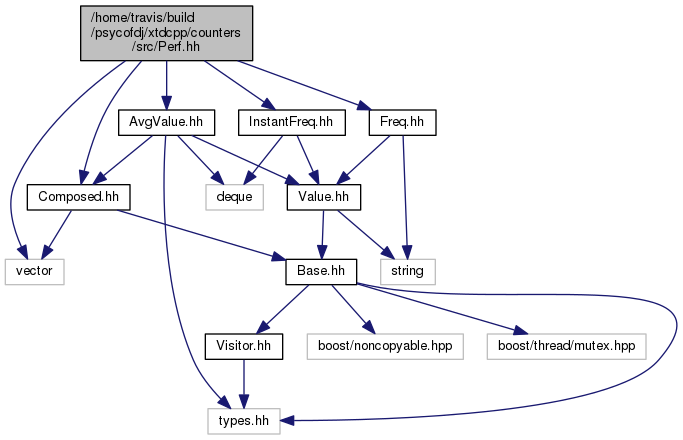 /home/travis/build
/psycofdj/xtdcpp/counters
/src/Perf.hh
AvgValue.hh
InstantFreq.hh
Freq.hh
Composed.hh
deque
Value.hh
vector
Base.hh
string
Visitor.hh
boost/noncopyable.hpp
boost/thread/mutex.hpp
types.hh